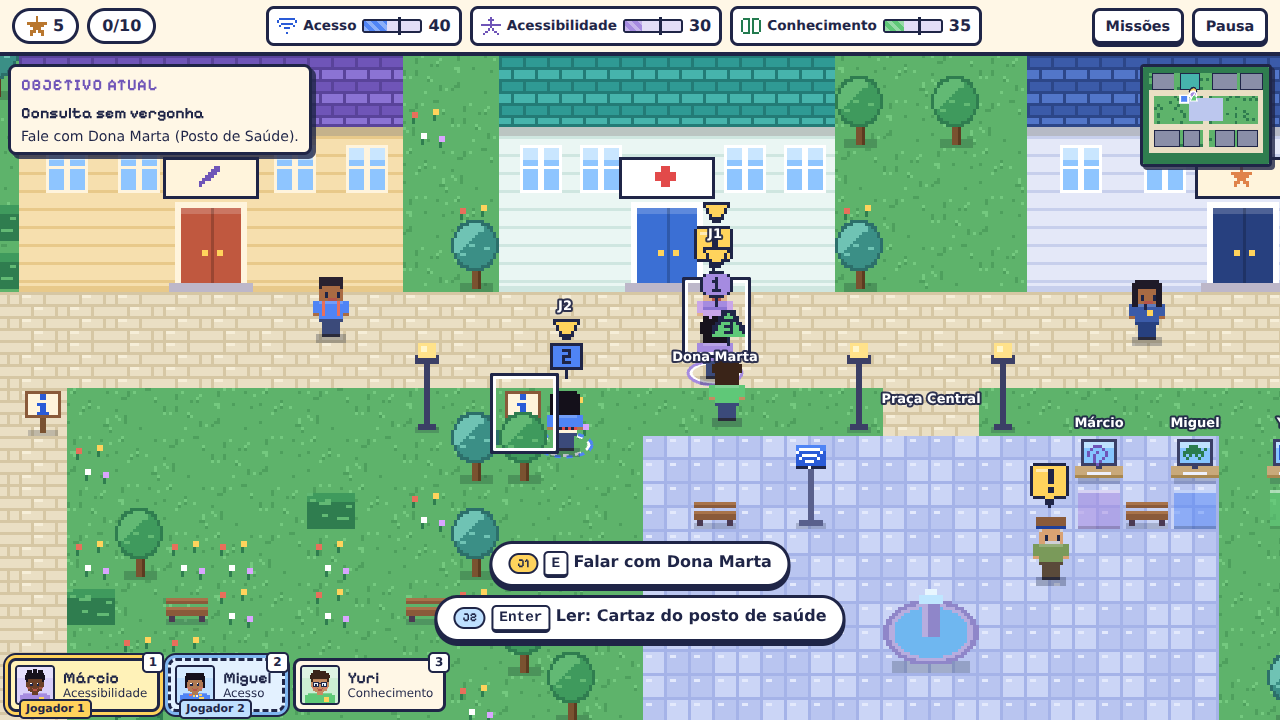 5
0/10
Acesso 40
Acessibilidade 30
Conhecimento 35
Missões
Pausa
OBJETIVO ATUAL
Consulta sem vergonha
Fale com Dona Marta (Posto de Saúde).
J1
1
J2
2
Dona Marta
Praça Central
Márcio
Miguel
!
J1 E Falar com Dona Marta
J2 Enter Ler: Cartaz do posto de saúde
Márcio 1
Acessibilidade
Jogador 1
Miguel 2
Acesso
Jogador 2
Yuri 3
Conhecimento